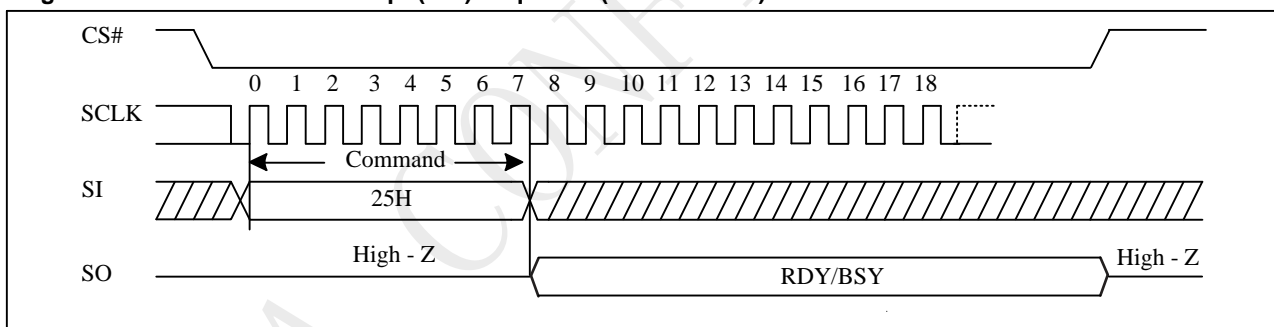 CS#
0 1 2 3 4 5 6 7 8 9 10 11 12 13 14 15 16 17 18
SCLK
Command
SI
25H
High - Z
High - Z
SO
RDY/BSY